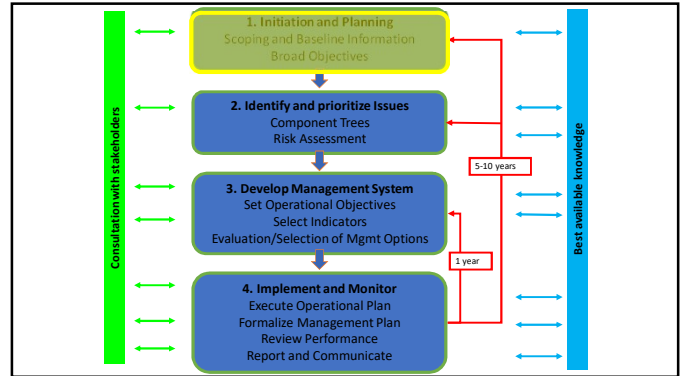 1. Initiation and Planning
Scoping and Baseline Information
Broad Objectives
2. Identify and prioritize Issues
Component Trees
Risk Assessment
3. Develop Management System
Set Operational Objectives
Select Indicators
Evaluation/Selection of Mgmt Options
4. Implement and Monitor
Execute Operational Plan
Formalize Management Plan
Review Performance
Report and Communicate
Consultation with stakeholders
5-10 years
1 year
Best available knowledge